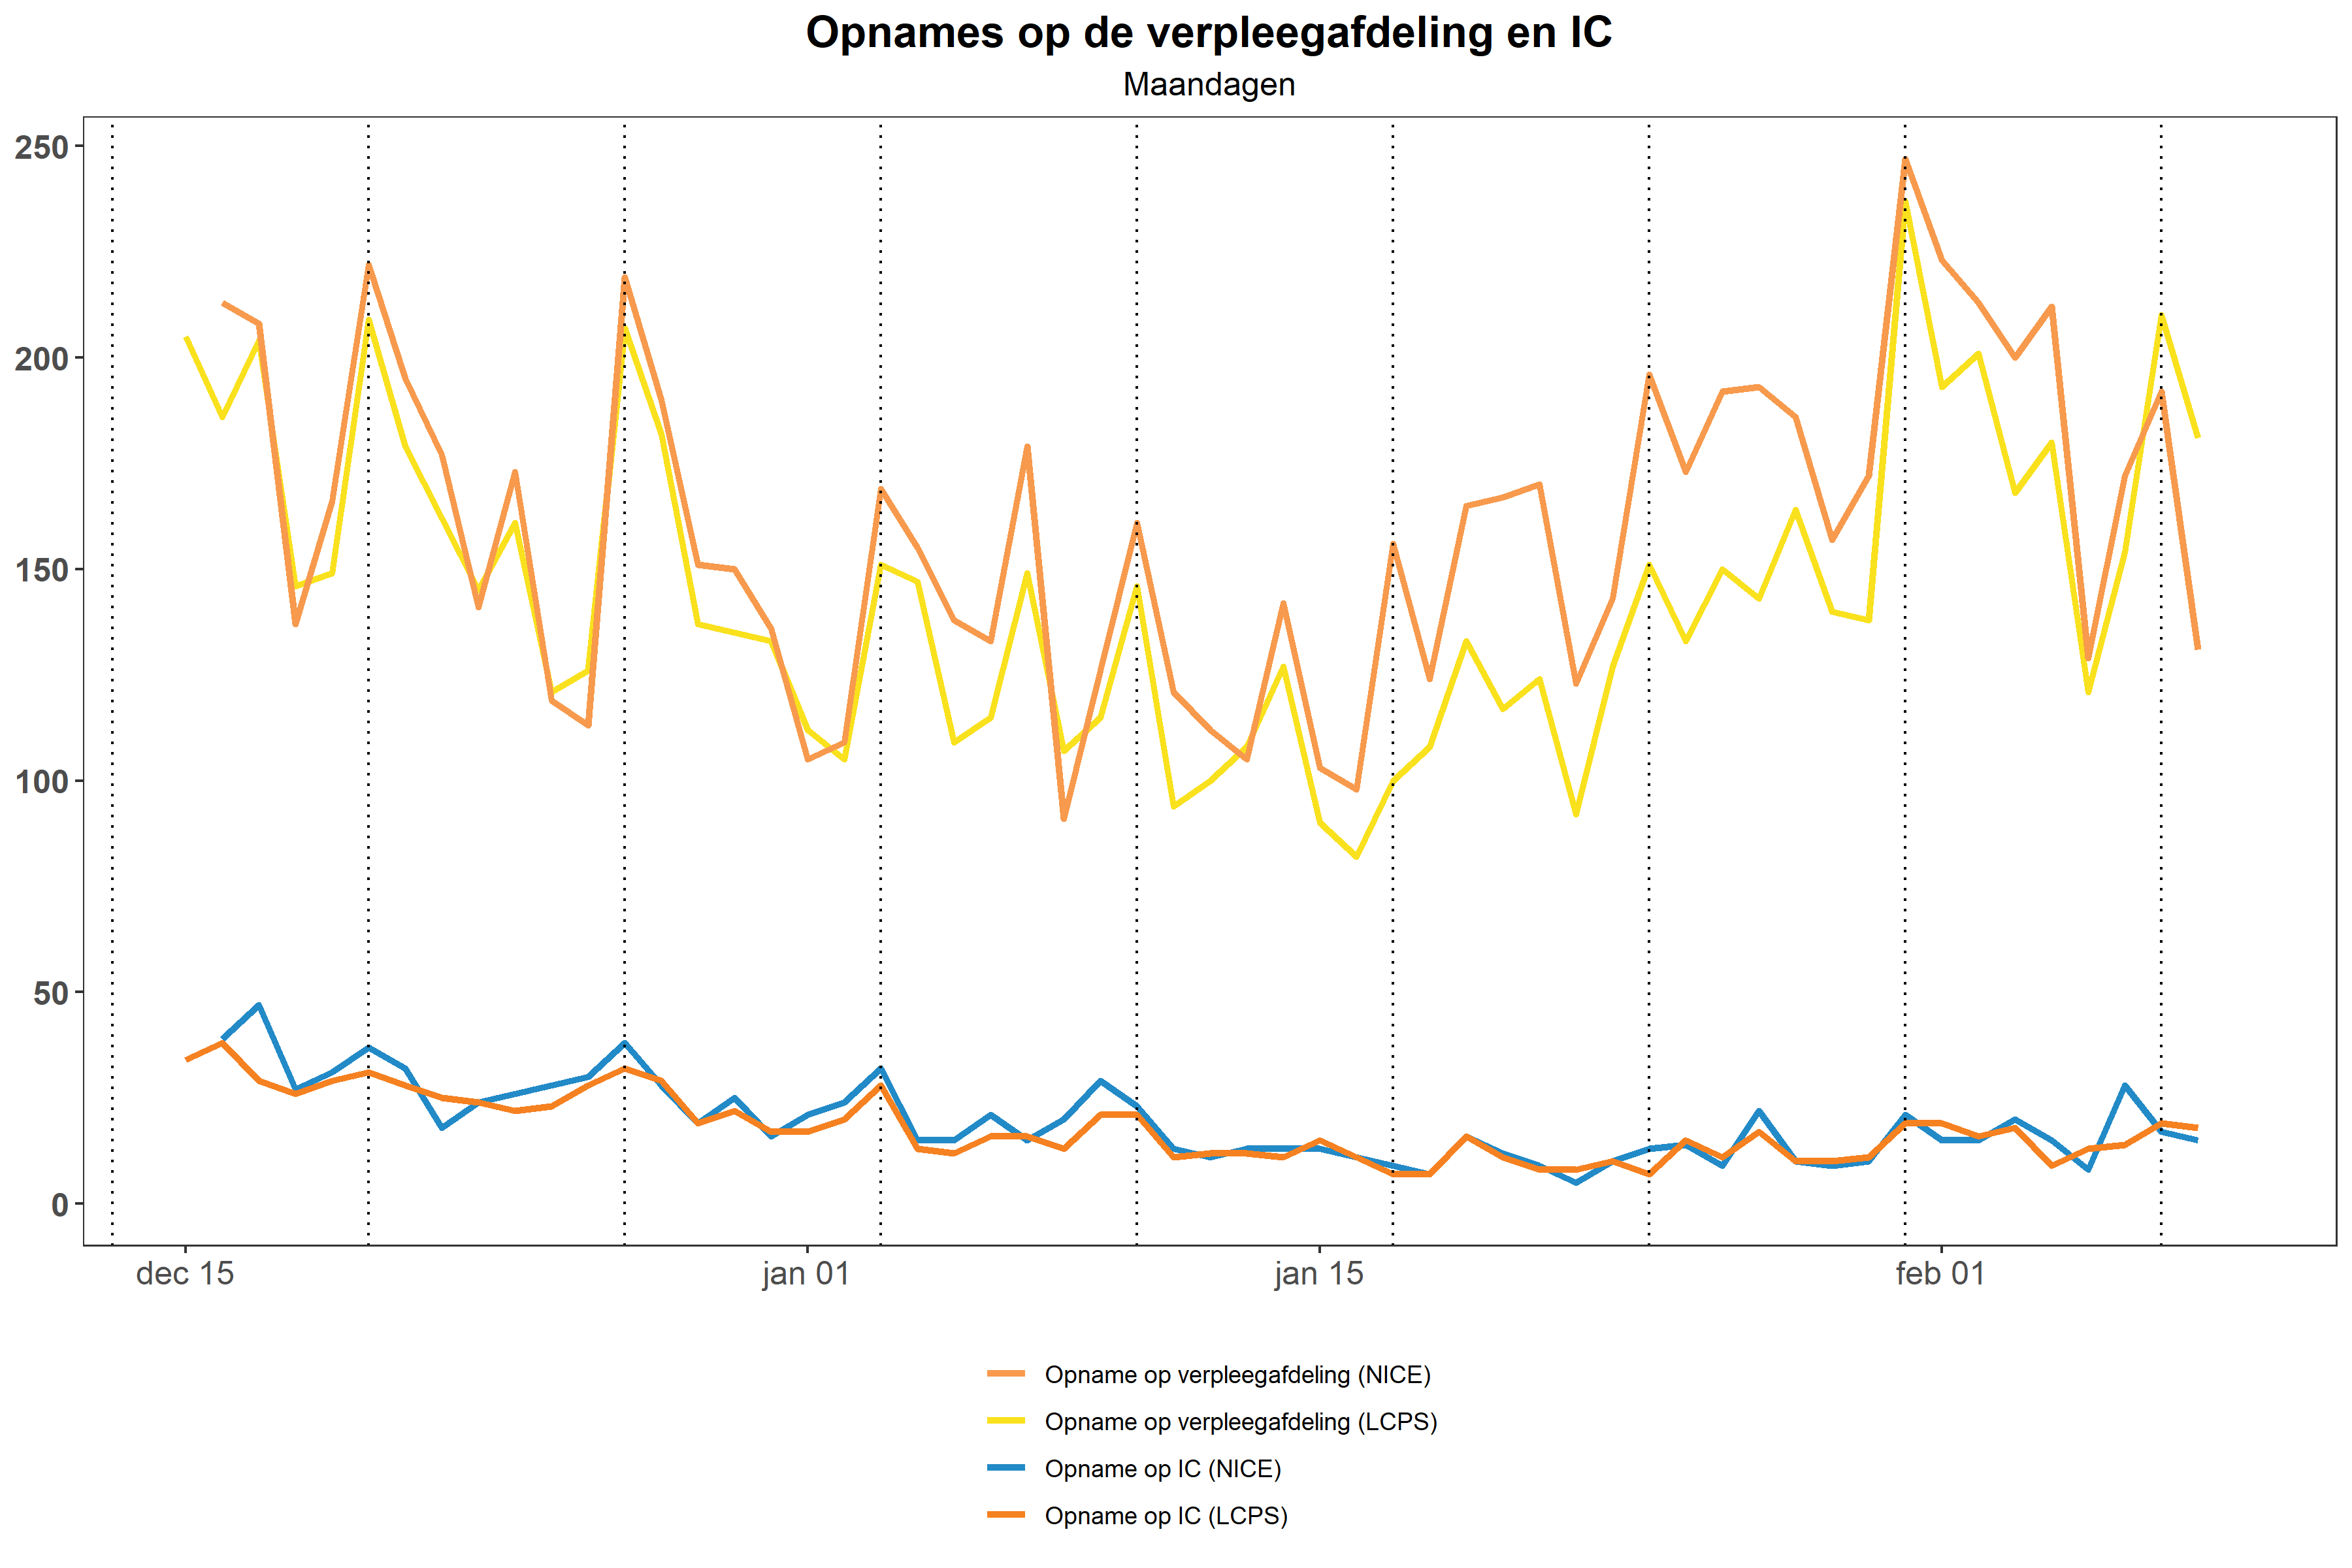 Opnames op de verpleegafdeling en IC
Maandagen
250
200
150
100
50
0
dec 15 jan 01 jan 15 feb 01
Opname op verpleegafdeling (NICE)
Opname op verpleegafdeling (LCPS)
Opname op IC (NICE)
Opname op IC (LCPS)